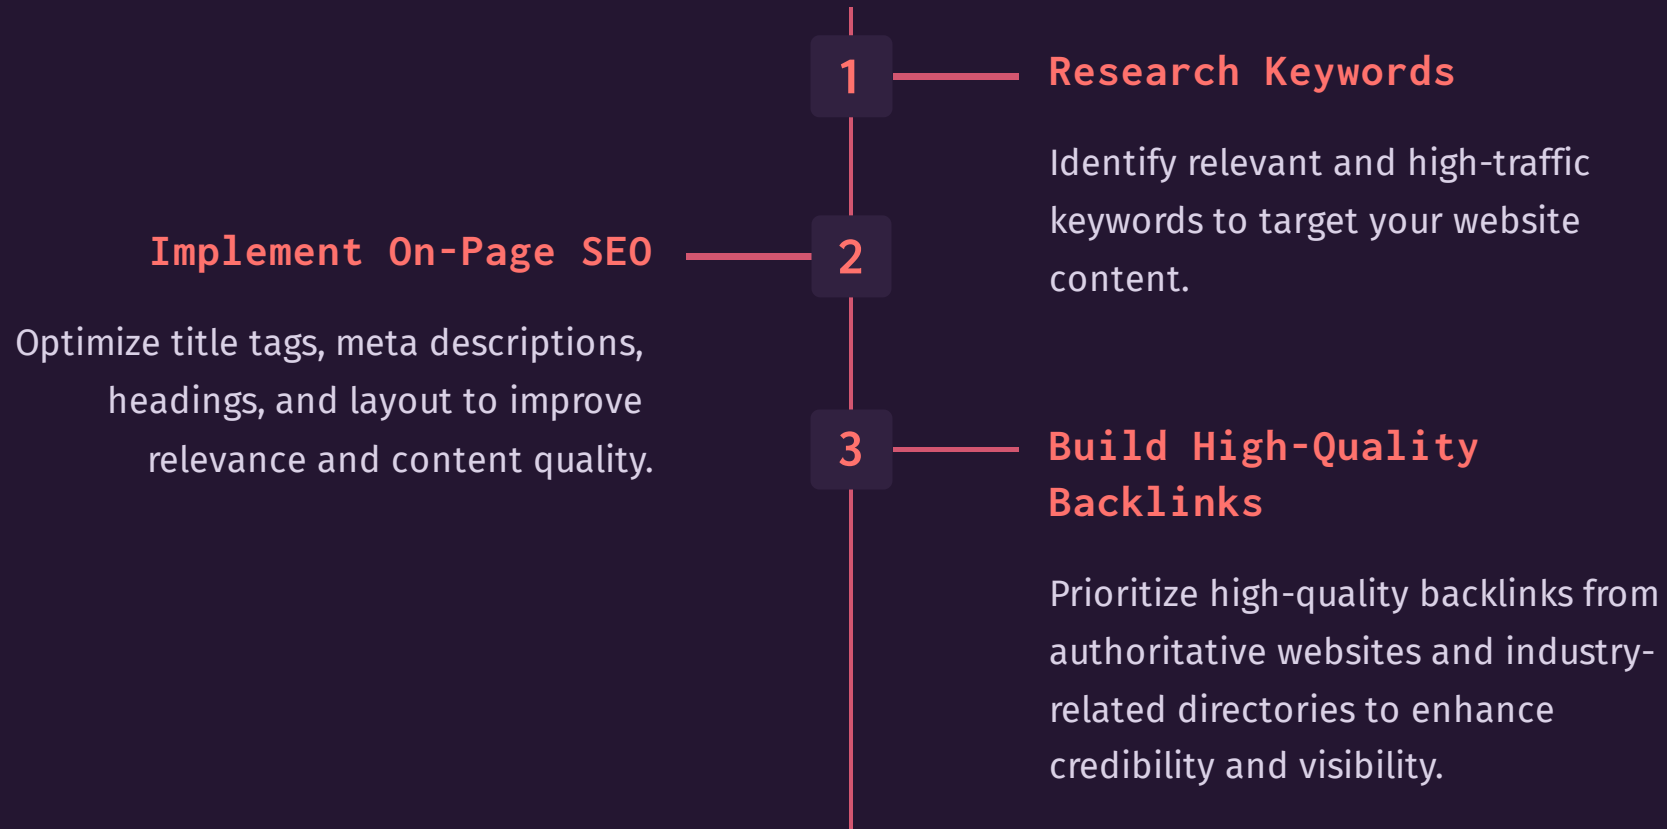 1
Research Keywords
Identify relevant and high-traffic
keywords to target your website
content.
2
Implement On-Page SEO
Optimize title tags, meta descriptions,
headings, and layout to improve
relevance and content quality.
3
Build High-Quality
Backlinks
Prioritize high-quality backlinks from
authoritative websites and industry-
related directories to enhance
credibility and visibility.